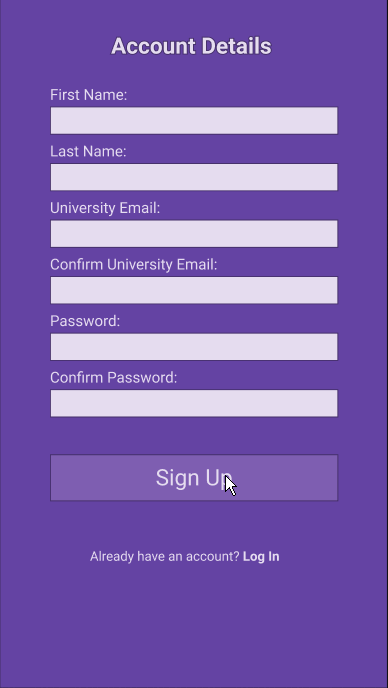 Account Details
First Name:
Last Name:
University Email:
Confirm University Email:
Password:
Confirm Password:
Sign Up
Already have an account? Log In